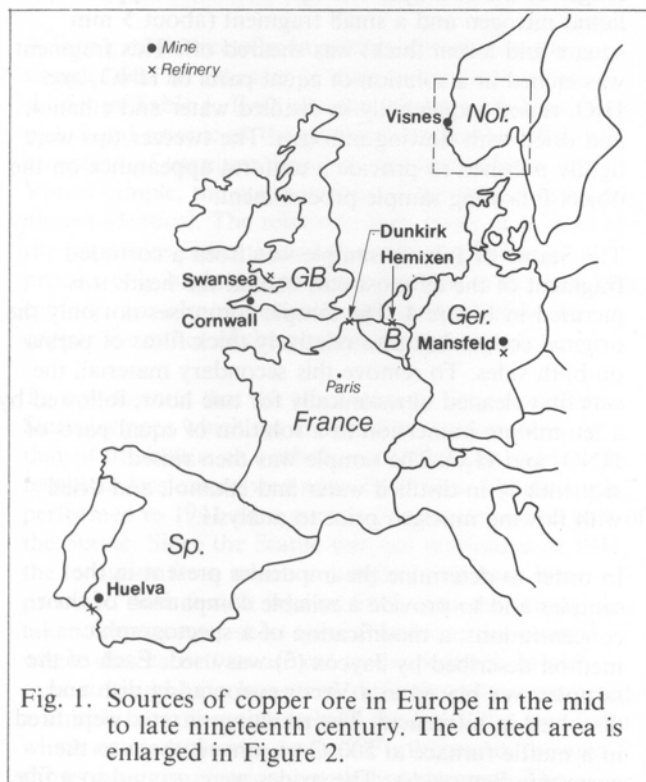 Mine
Refinery
Visnes
Nor.
Dunkirk
Hemixen
Swansea
GB
Cornwall
B
Ger.
Mansfeld
Paris
France
Sp.
Huelva
Fig. 1. Sources of copper ore in Europe in the mid
to late nineteenth century. The dotted area is
enlarged in Figure 2.